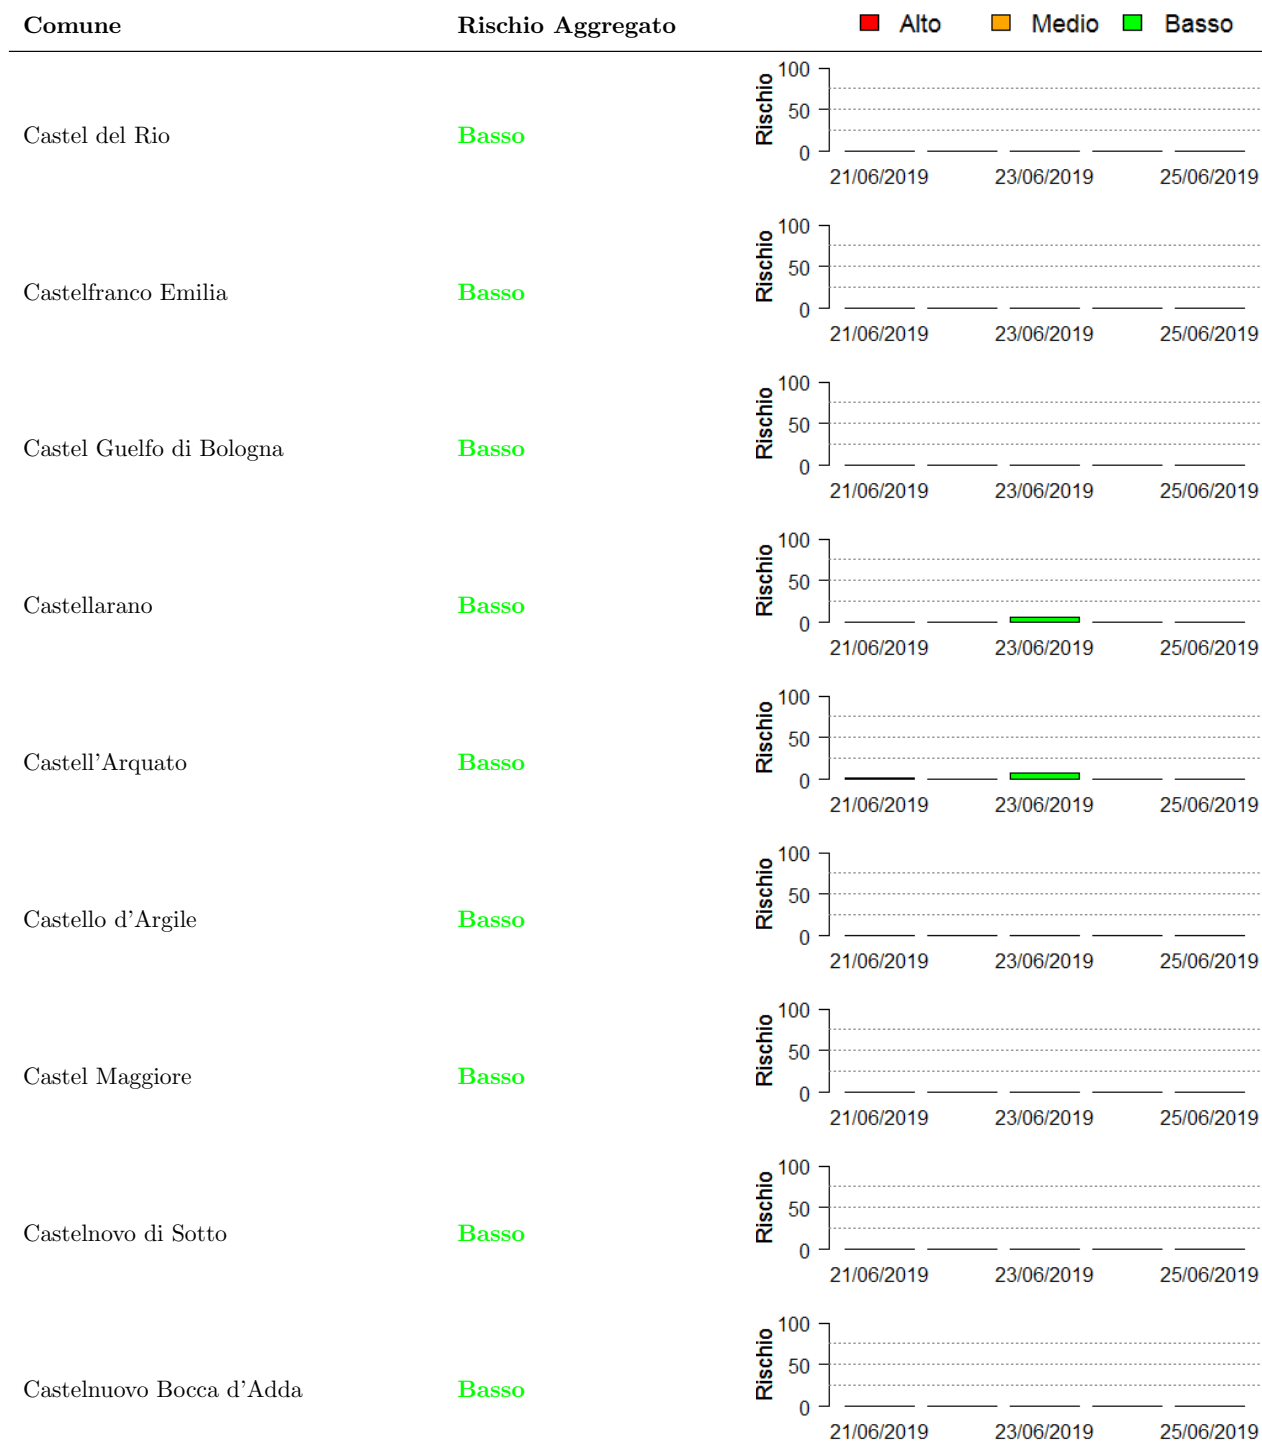 Comune Rischio Aggregato Alto Medio Basso
Castel del Rio Basso Rischio 100 50 0
21/06/2019 23/06/2019 25/06/2019
Castelfranco Emilia Basso Rischio 100 50 0
21/06/2019 23/06/2019 25/06/2019
Castel Guelfo di Bologna Basso Rischio 100 50 0
21/06/2019 23/06/2019 25/06/2019
Castellarano Basso Rischio 100 50 0
21/06/2019 23/06/2019 25/06/2019
Castell'Arquato Basso Rischio 100 50 0
21/06/2019 23/06/2019 25/06/2019
Castello d'Argile Basso Rischio 100 50 0
21/06/2019 23/06/2019 25/06/2019
Castel Maggiore Basso Rischio 100 50 0
21/06/2019 23/06/2019 25/06/2019
Castelnovo di Sotto Basso Rischio 100 50 0
21/06/2019 23/06/2019 25/06/2019
Castelnuovo Bocca d'Adda Basso Rischio 100 50 0
21/06/2019 23/06/2019 25/06/2019